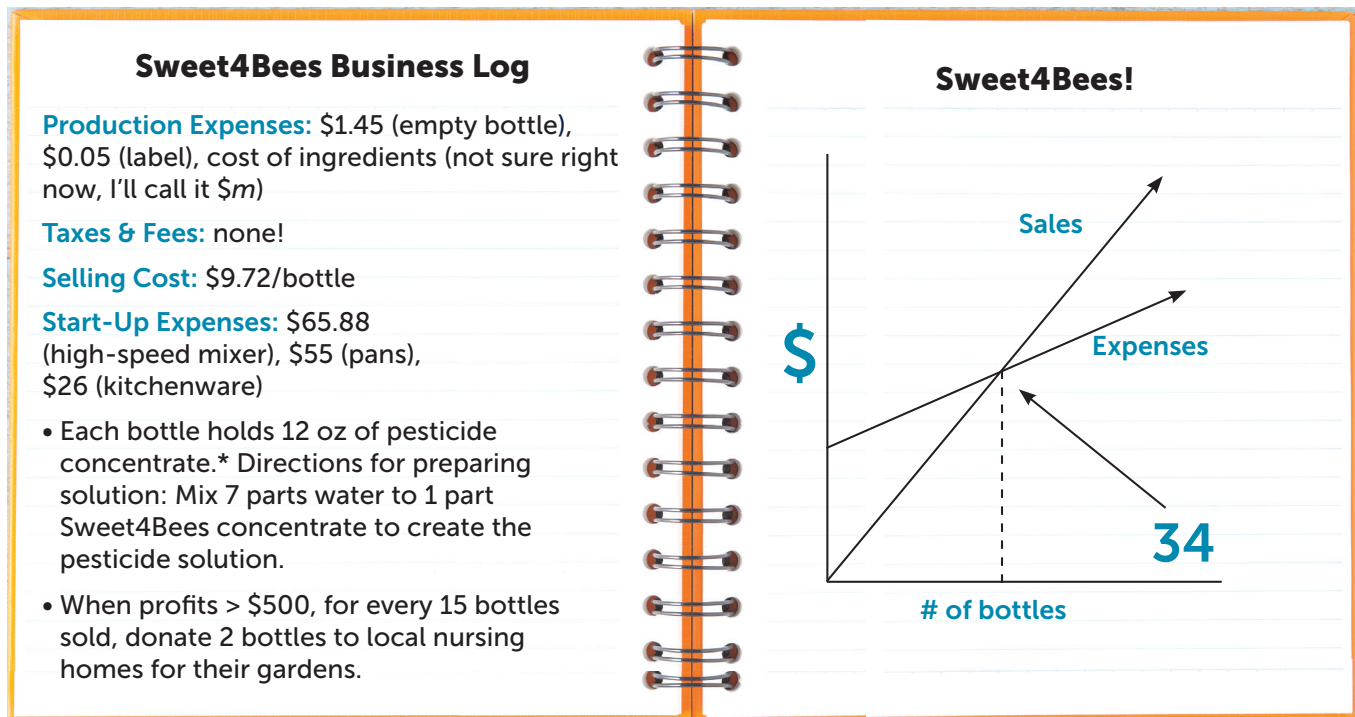 Sweet4Bees Business Log
Production Expenses: $1.45 (empty bottle),
$0.05 (label), cost of ingredients (not sure right
now, I'll call it $m)
Taxes & Fees: none!
Selling Cost: $9.72/bottle
Start-Up Expenses: $65.88
(high-speed mixer), $55 (pans),
$26 (kitchenware)
• Each bottle holds 12 oz of pesticide
concentrate.* Directions for preparing
solution: Mix 7 parts water to 1 part
Sweet4Bees concentrate to create the
pesticide solution.
• When profits > $500, for every 15 bottles
sold, donate 2 bottles to local nursing
homes for their gardens.
Sweet4Bees!
Sales
$
Expenses
34
# of bottles